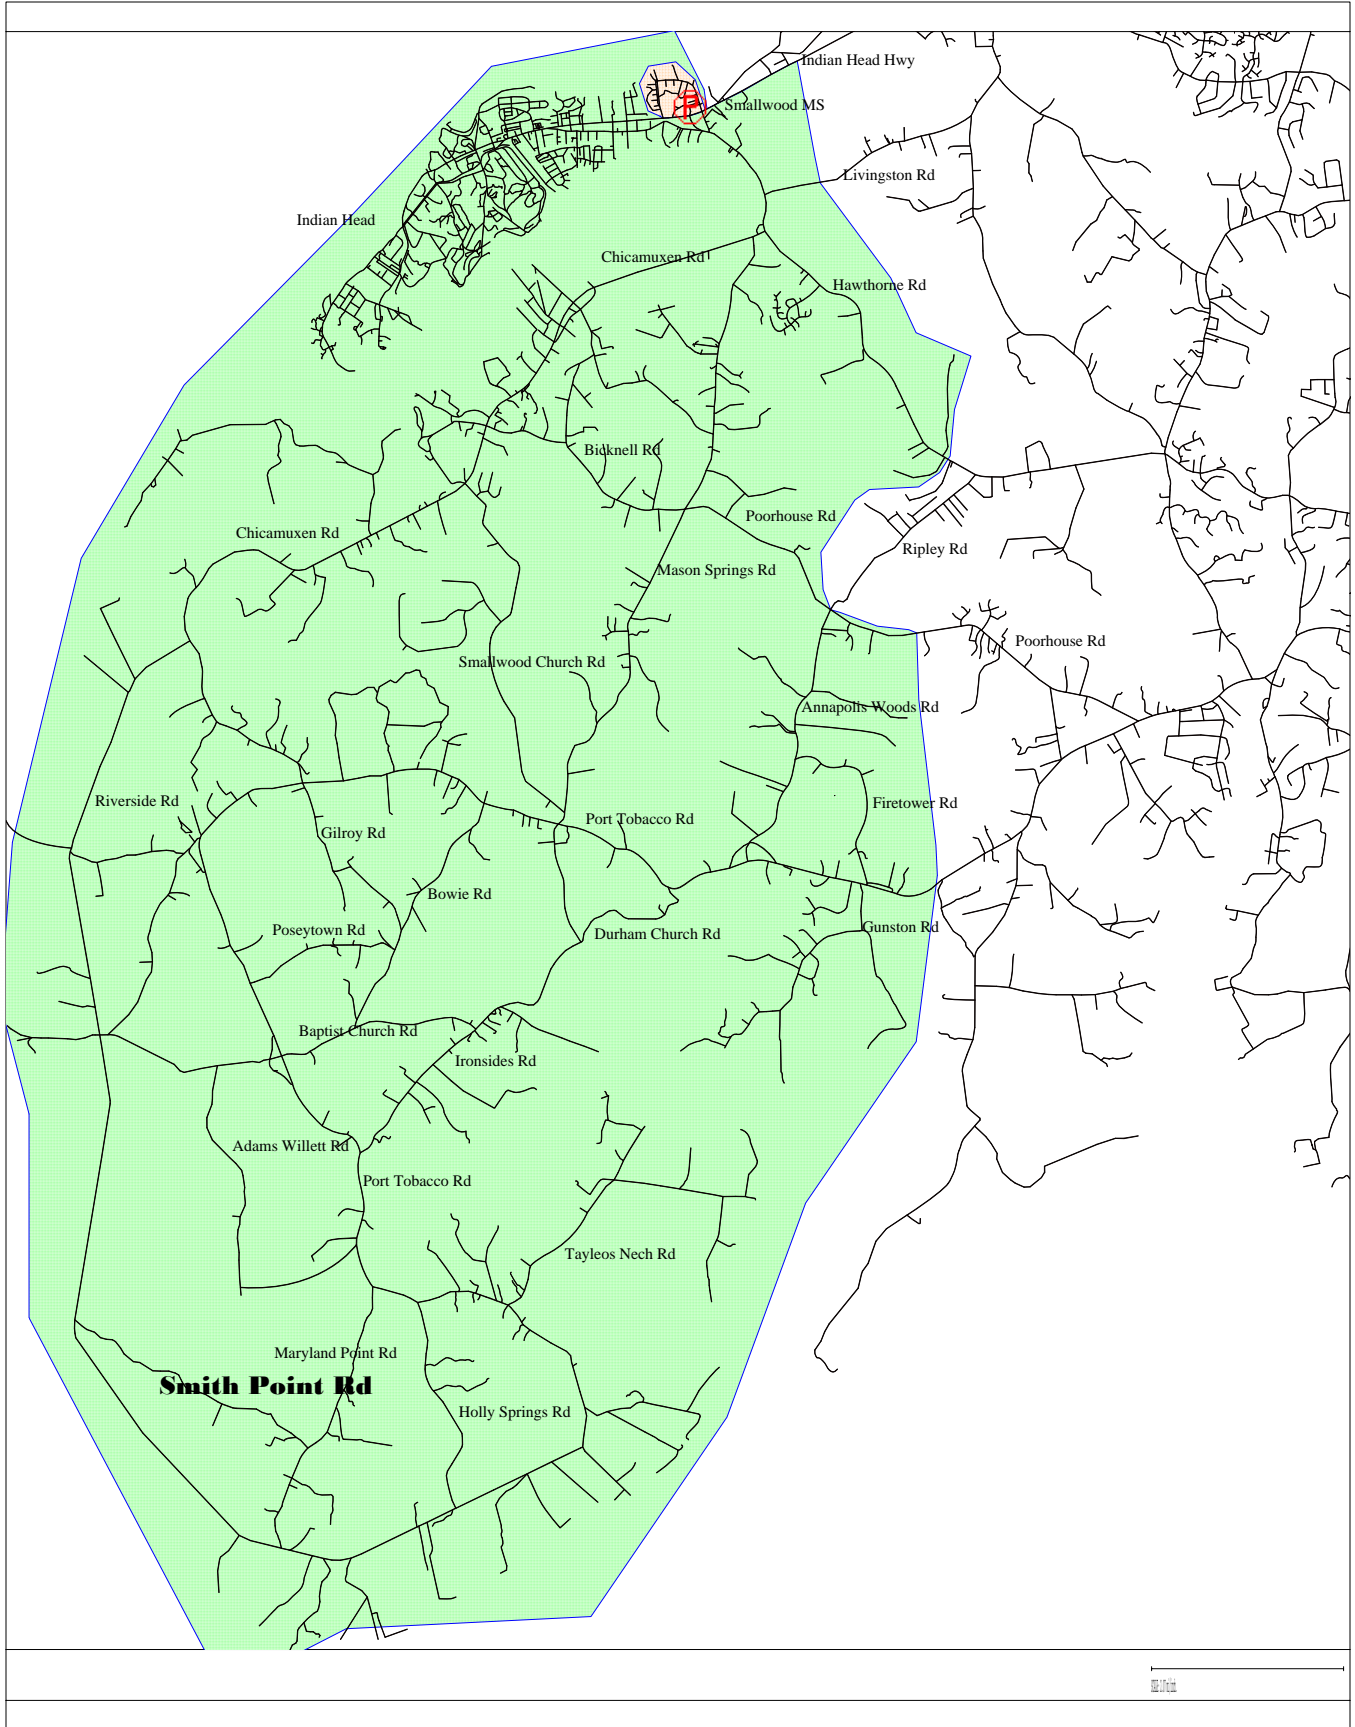 Indian Head Hwy
P
Smallwood MS
Livingston Rd
Indian Head
Chicamuxen Rd
Hawthorne Rd
Bicknell Rd
Poorhouse Rd
Chicamuxen Rd
Ripley Rd
Mason Springs Rd
Poorhouse Rd
Smallwood Church Rd
Annapolis Woods Rd
Riverside Rd
Firetower Rd
Port Tobacco Rd
Gilroy Rd
Bowie Rd
Poseytown Rd
Durham Church Rd
Gunston Rd
Baptist Church Rd
Ironsides Rd
Adams Willett Rd
Port Tobacco Rd
Tayleos Nech Rd
Maryland Point Rd
Smith Point Rd
Holly Springs Rd